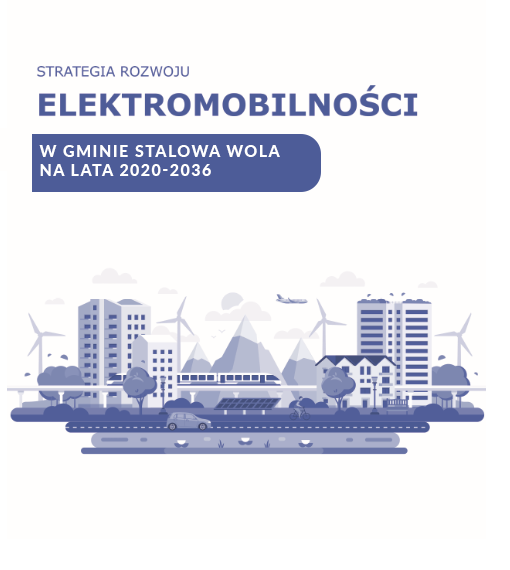 STRATEGIA ROZWOJU
ELEKTROMOBILNOŚCI
W GMINIE STALOWA WOLA
NA LATA 2020-2036